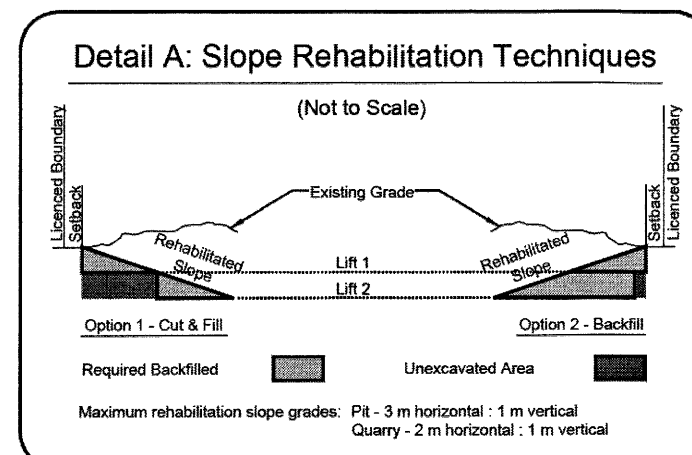 Detail A: Slope Rehabilitation Techniques
(Not to Scale)
Licenced Boundary
Setback
Existing Grade
Setback
Licenced Boundary
Rehabilitated
Slope
Lift 1
Lift 2
Rehabilitated
Slope
Option 1 - Cut & Fill
Option 2 - Backfill
Required Backfilled
Unexcavated Area
Maximum rehabilitation slope grades: Pit - 3 m horizontal : 1 m vertical
Quarry - 2 m horizontal : 1 m vertical